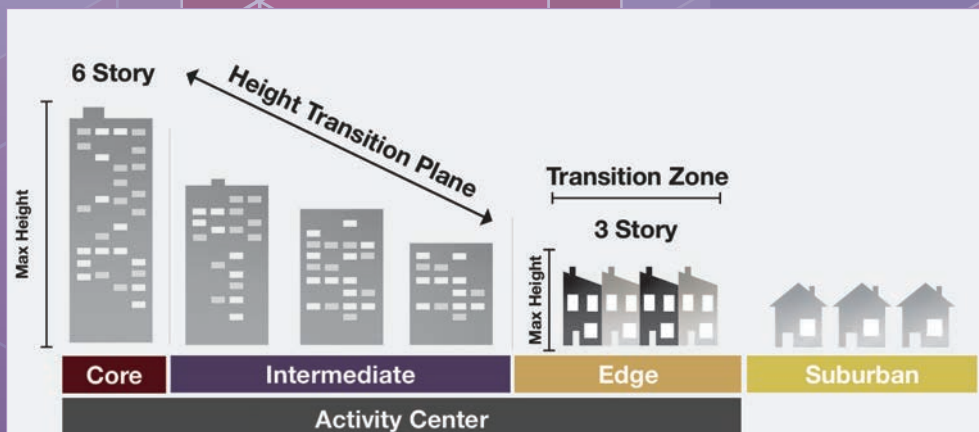 6 Story
Height Transition Plane
Max Height
Transition Zone
3 Story
Max Height
Core
Intermediate
Edge
Suburban
Activity Center